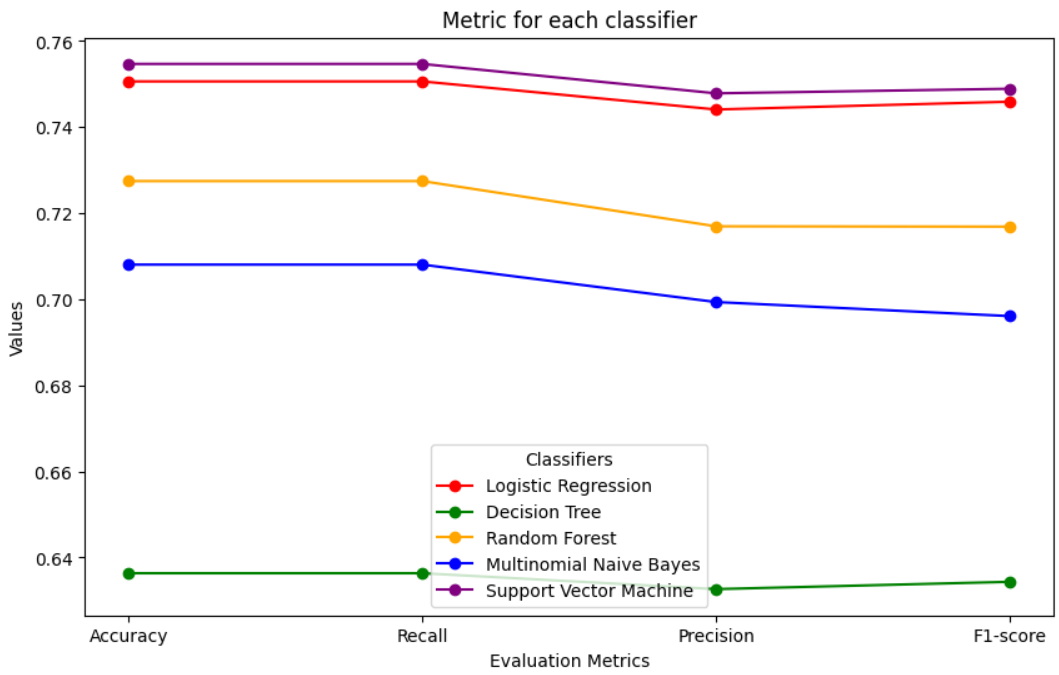 Metric for each classifier
0.76
0.74
0.72
0.70
0.68
0.66
0.64
Values
Classifiers
Logistic Regression
Decision Tree
Random Forest
Multinomial Naive Bayes
Support Vector Machine
Accuracy Recall Precision F1-score
Evaluation Metrics